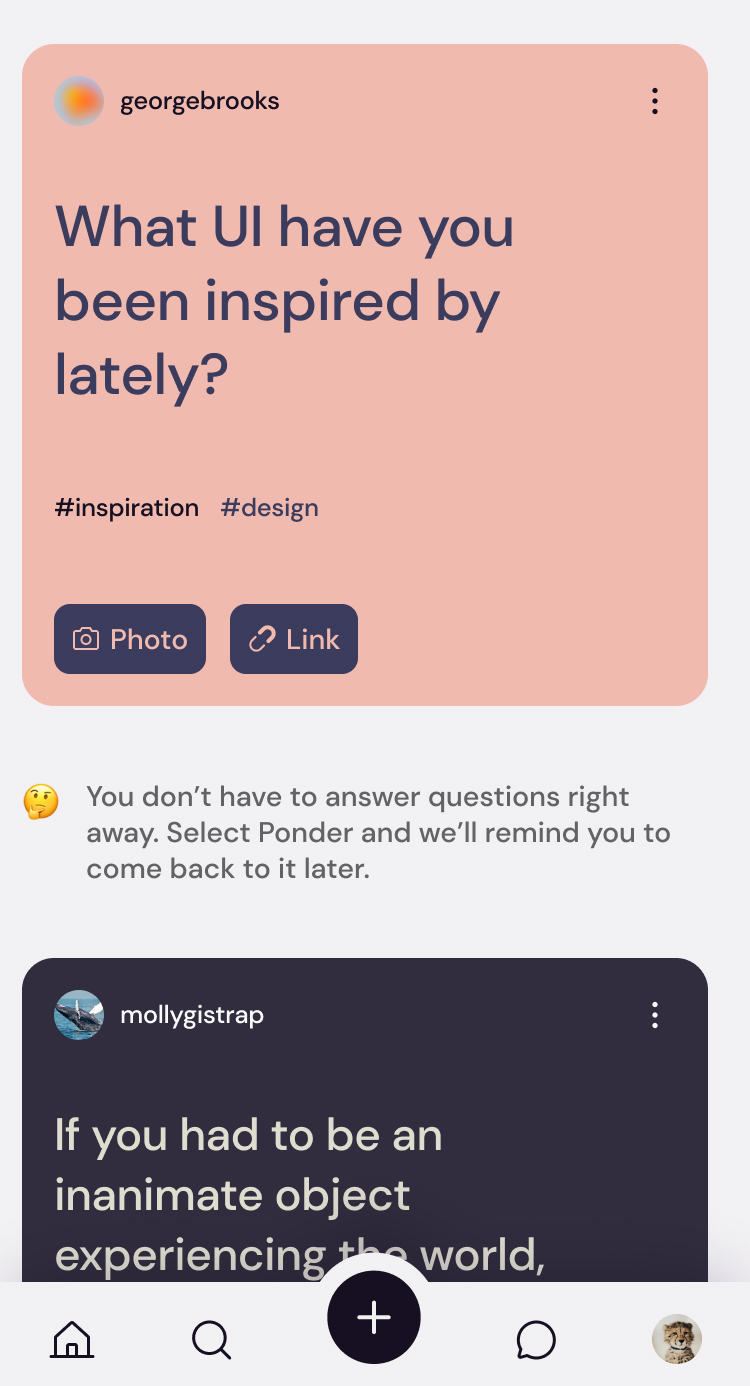 georgebrooks
What UI have you
been inspired by
lately?
#inspiration #design
Photo Link
You don’t have to answer questions right
away. Select Ponder and we’ll remind you to
come back to it later.
mollygistrap
If you had to be an
inanimate object
experiencing the world,